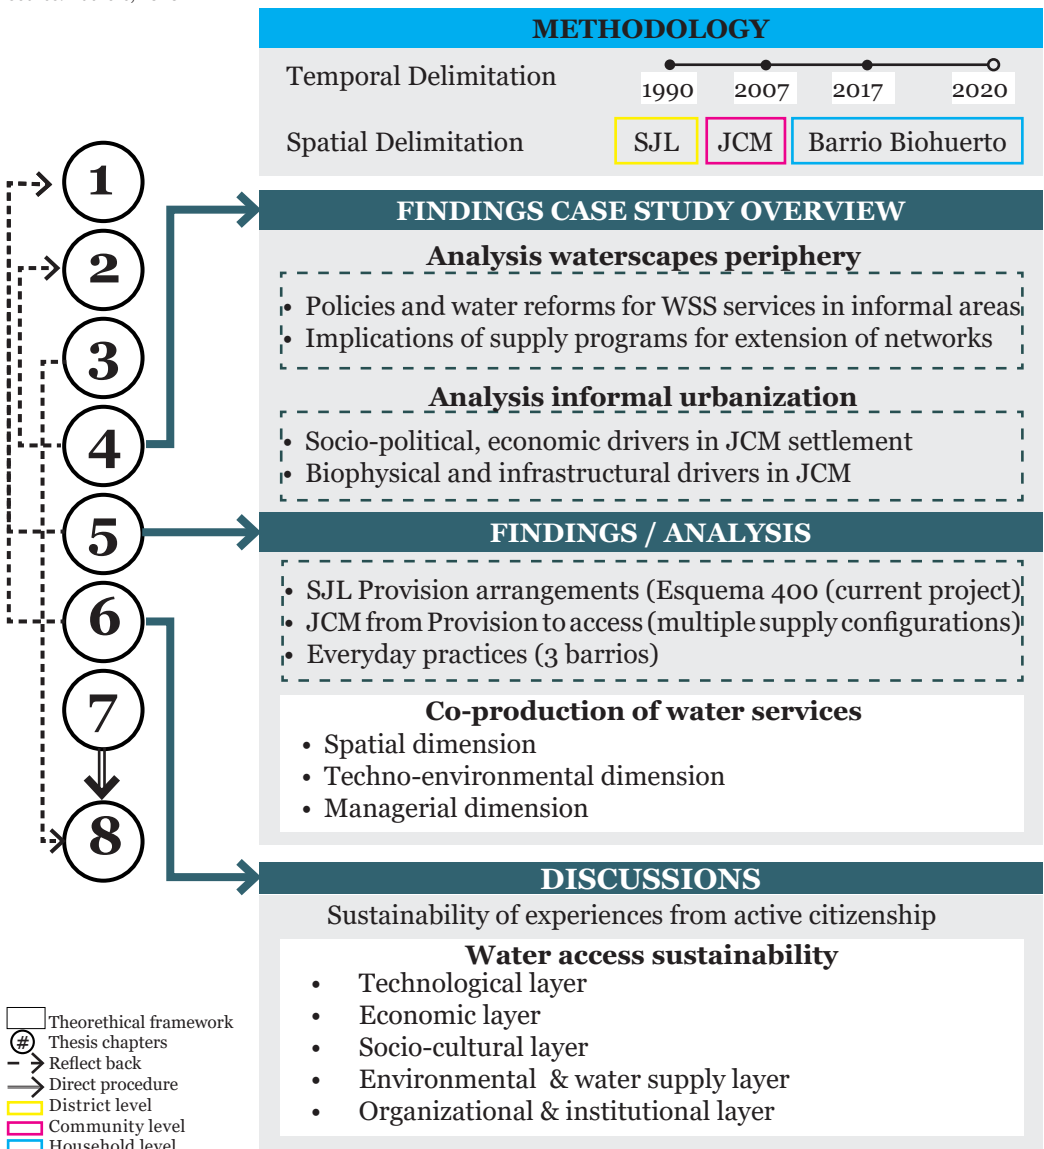 METHODOLOGY
Temporal Delimitation
1990 2007 2017 2020
Spatial Delimitation
SJL JCM Barrio Biohuerto
1
2
3
4
5
6
7
8
FINDINGS CASE STUDY OVERVIEW
Analysis waterscapes periphery
• Policies and water reforms for WSS services in informal areas
• Implications of supply programs for extension of networks
Analysis informal urbanization
• Socio-political, economic drivers in JCM settlement
• Biophysical and infrastructural drivers in JCM
FINDINGS / ANALYSIS
• SJL Provision arrangements (Esquema 400 (current project)
• JCM from Provision to access (multiple supply configurations)
• Everyday practices (3 barrios)
Co-production of water services
• Spatial dimension
• Techno-environmental dimension
• Managerial dimension
DISCUSSIONS
Sustainability of experiences from active citizenship
Water access sustainability
• Technological layer
• Economic layer
• Socio-cultural layer
• Environmental & water supply layer
• Organizational & institutional layer
Theorethical framework
# Thesis chapters
Reflect back
Direct procedure
District level
Community level
Household level